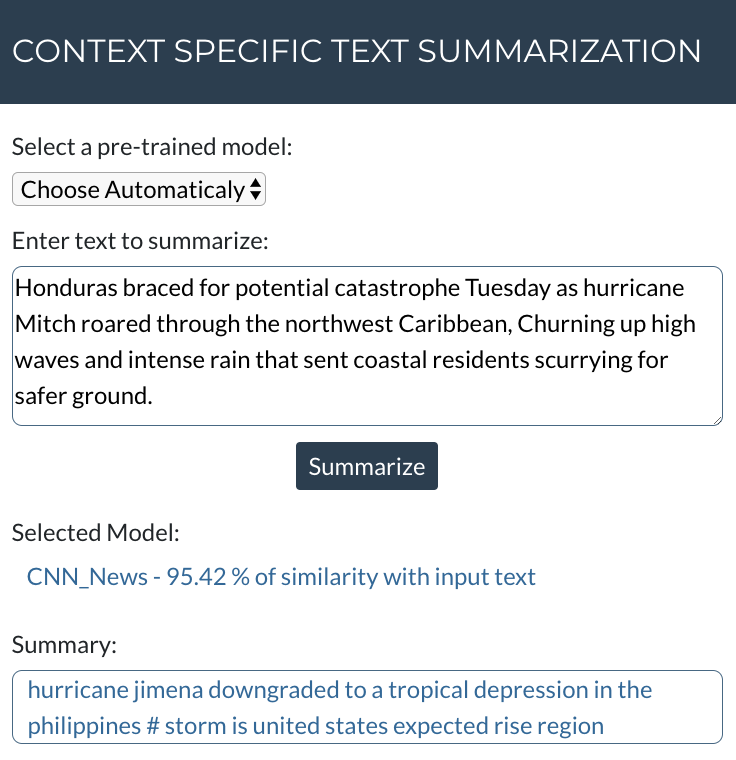 CONTEXT SPECIFIC TEXT SUMMARIZATION
Select a pre-trained model:
Choose Automaticaly
Enter text to summarize:
Honduras braced for potential catastrophe Tuesday as hurricane
Mitch roared through the northwest Caribbean, Churning up high
waves and intense rain that sent coastal residents scurrying for
safer ground.
Summarize
Selected Model:
CNN_News - 95.42 % of similarity with input text
Summary:
hurricane jimena downgraded to a tropical depression in the
philippines # storm is united states expected rise region